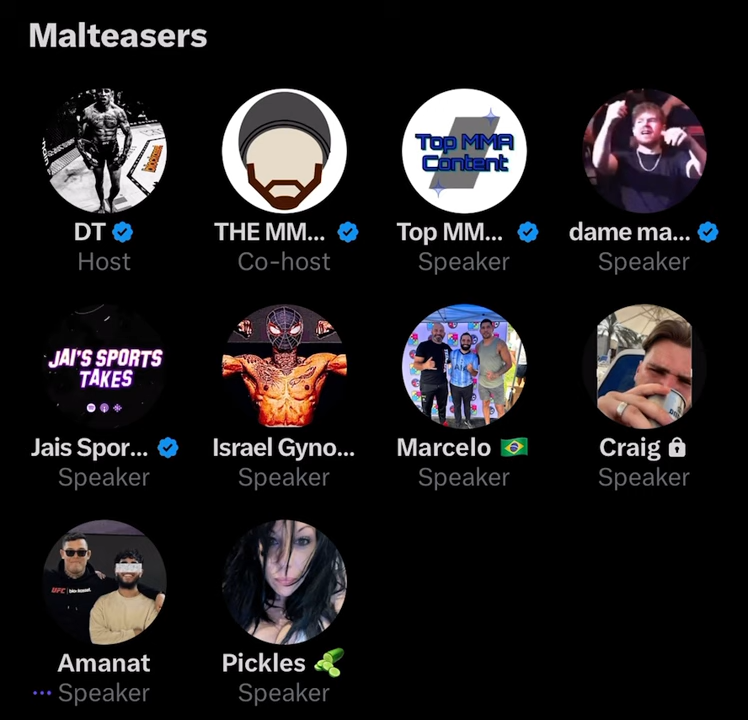 Malteasers
DT
Host
THE MM...
Co-host
Top MMA
Content
Top MM...
Speaker
dame ma...
Speaker
JAI'S SPORTS
TAKES
Jais Spor...
Speaker
Israel Gyno...
Speaker
Marcelo 🇧🇷
Speaker
Craig
Speaker
UFC
Amanat
Speaker
Pickles 🥒
Speaker